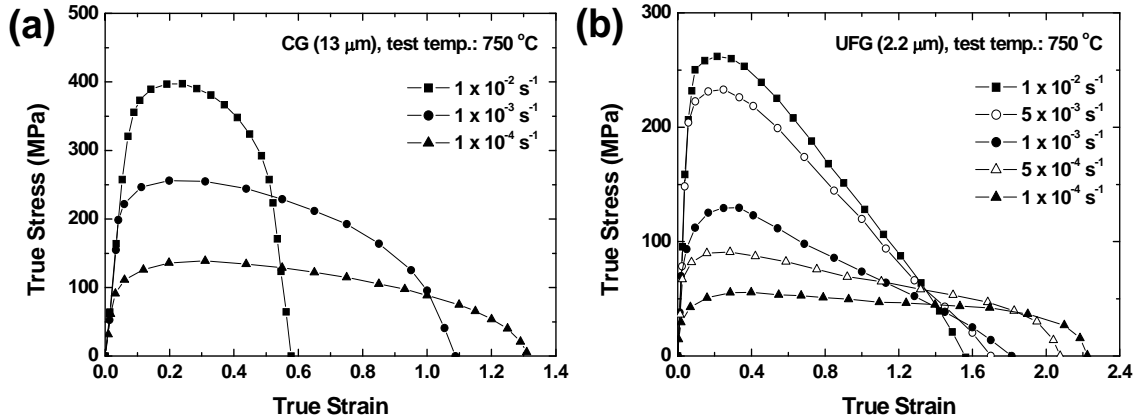 (a)
CG (13 μm), test temp.: 750 °C
1 x 10⁻² s⁻¹
1 x 10⁻³ s⁻¹
1 x 10⁻⁴ s⁻¹
True Stress (MPa)
500
400
300
200
100
0
0.0 0.2 0.4 0.6 0.8 1.0 1.2 1.4
True Strain
(b)
UFG (2.2 μm), test temp.: 750 °C
1 x 10⁻² s⁻¹
5 x 10⁻³ s⁻¹
1 x 10⁻³ s⁻¹
5 x 10⁻⁴ s⁻¹
1 x 10⁻⁴ s⁻¹
True Stress (MPa)
300
200
100
0
0.0 0.4 0.8 1.2 1.6 2.0 2.4
True Strain